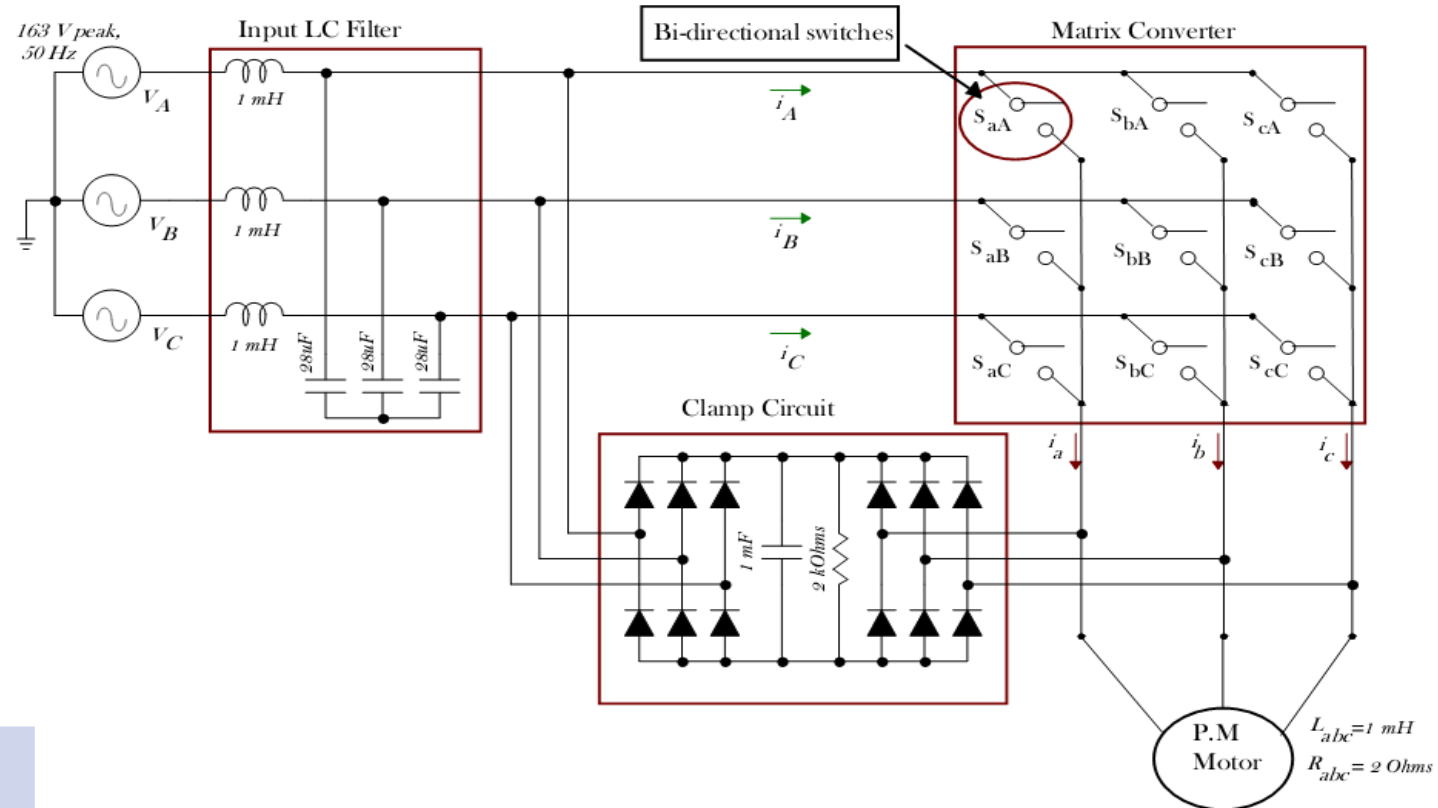 163 V peak,
50 Hz
Input LC Filter
Bi-directional switches
Matrix Converter
V_A
1 mH
i_A
S_aA
S_bA
S_cA
V_B
1 mH
i_B
S_aB
S_bB
S_cB
V_C
1 mH
28uF
28uF
28uF
i_C
S_aC
S_bC
S_cC
Clamp Circuit
i_a
i_b
i_c
1 mF
2 kOhms
P.M
Motor
L_abc=1 mH
R_abc= 2 Ohms